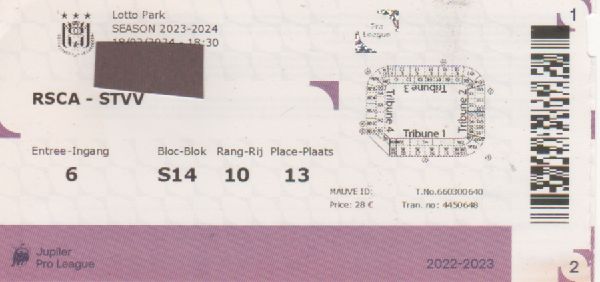 Lotto Park
SEASON 2023-2024
18/02/2024 - 18:30
RSCA - STVV
Entree-Ingang
Bloc-Blok
Rang-Rij
Place-Plaats
6
S14
10
13
Pro
League
Tribune 3
Tribune 4
Tribune 2
Tribune 1
MAUVE ID:
T.No.660300640
Price: 28 €
Tran. no: 4450648
1
2
Jupiler
Pro League
2022-2023